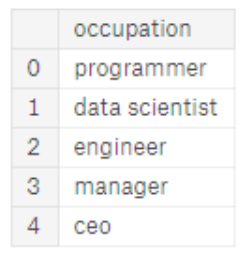 occupation
0 programmer
1 data scientist
2 engineer
3 manager
4 ceo